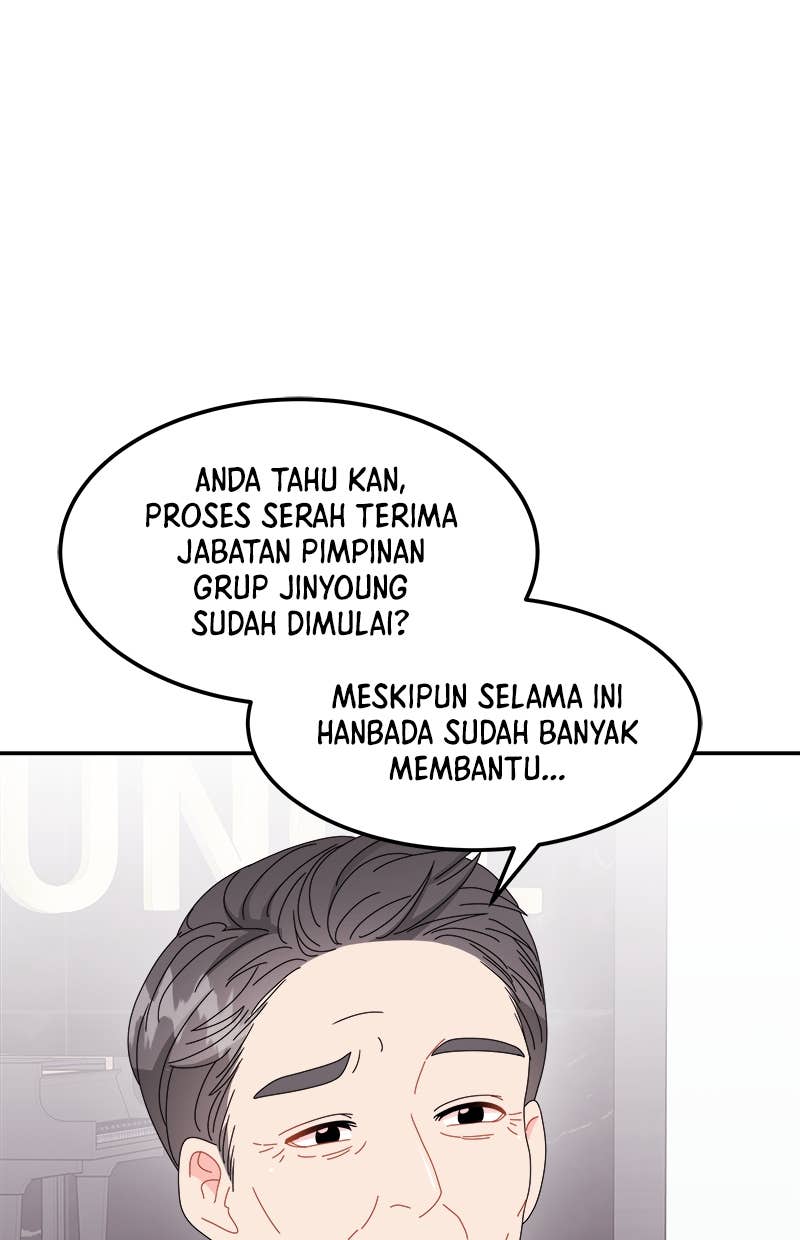 ANDA TAHU KAN,
PROSES SERAH TERIMA
JABATAN PIMPINAN
GRUP JINYOUNG
SUDAH DIMULAI?
MESKIPUN SELAMA INI
HANBADA SUDAH BANYAK
MEMBANTU...